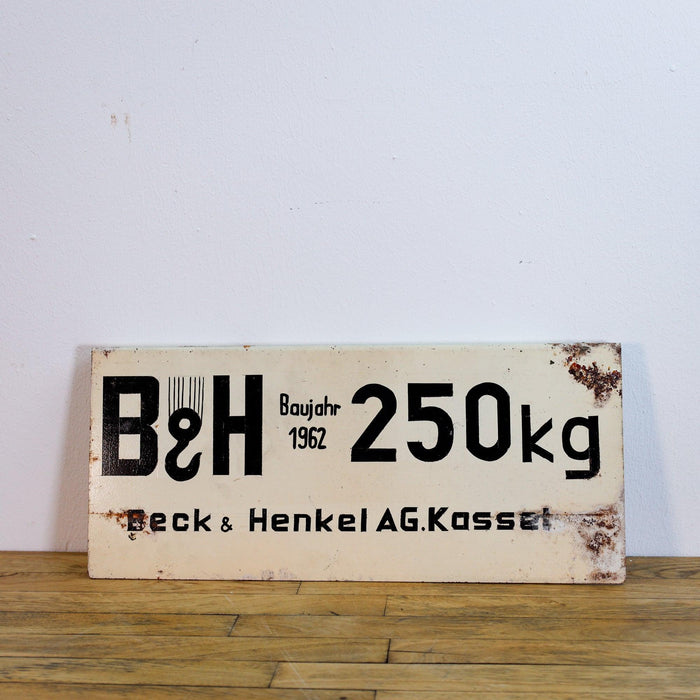 B&H Baujahr 1962 250kg
Beck & Henkel AG.Kassel